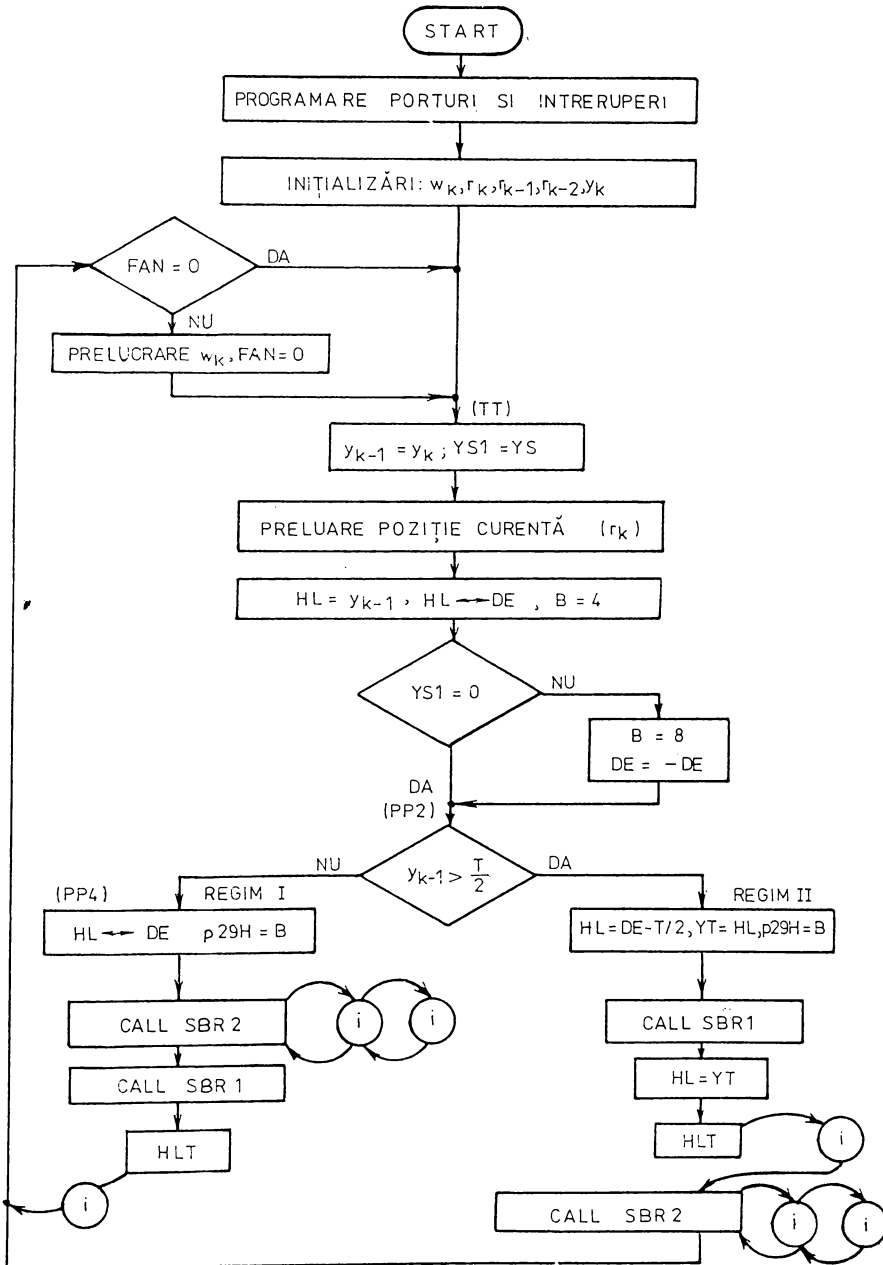 START
PROGRAMARE PORTURI SI INTRERUPERI
INIȚIALIZĂRI: wk,rk,rk-1,rk-2,yk
FAN = 0
DA
NU
PRELUCRARE wk,FAN=0
(TT)
yk-1 = yk ; YS1 = YS
PRELUARE POZIȚIE CURENTĂ (rk)
HL = yk-1 , HL ↔ DE , B = 4
YS1 = 0
NU
B = 8
DE = - DE
DA
(PP2)
yk-1 > T/2
NU
DA
(PP4)
REGIM I
REGIM II
HL ↔ DE p29H = B
HL=DE-T/2,YT=HL,p29H=B
CALL SBR2
i
i
CALL SBR1
CALL SBR 1
HL = YT
HLT
i
HLT
i
CALL SBR2
i
i